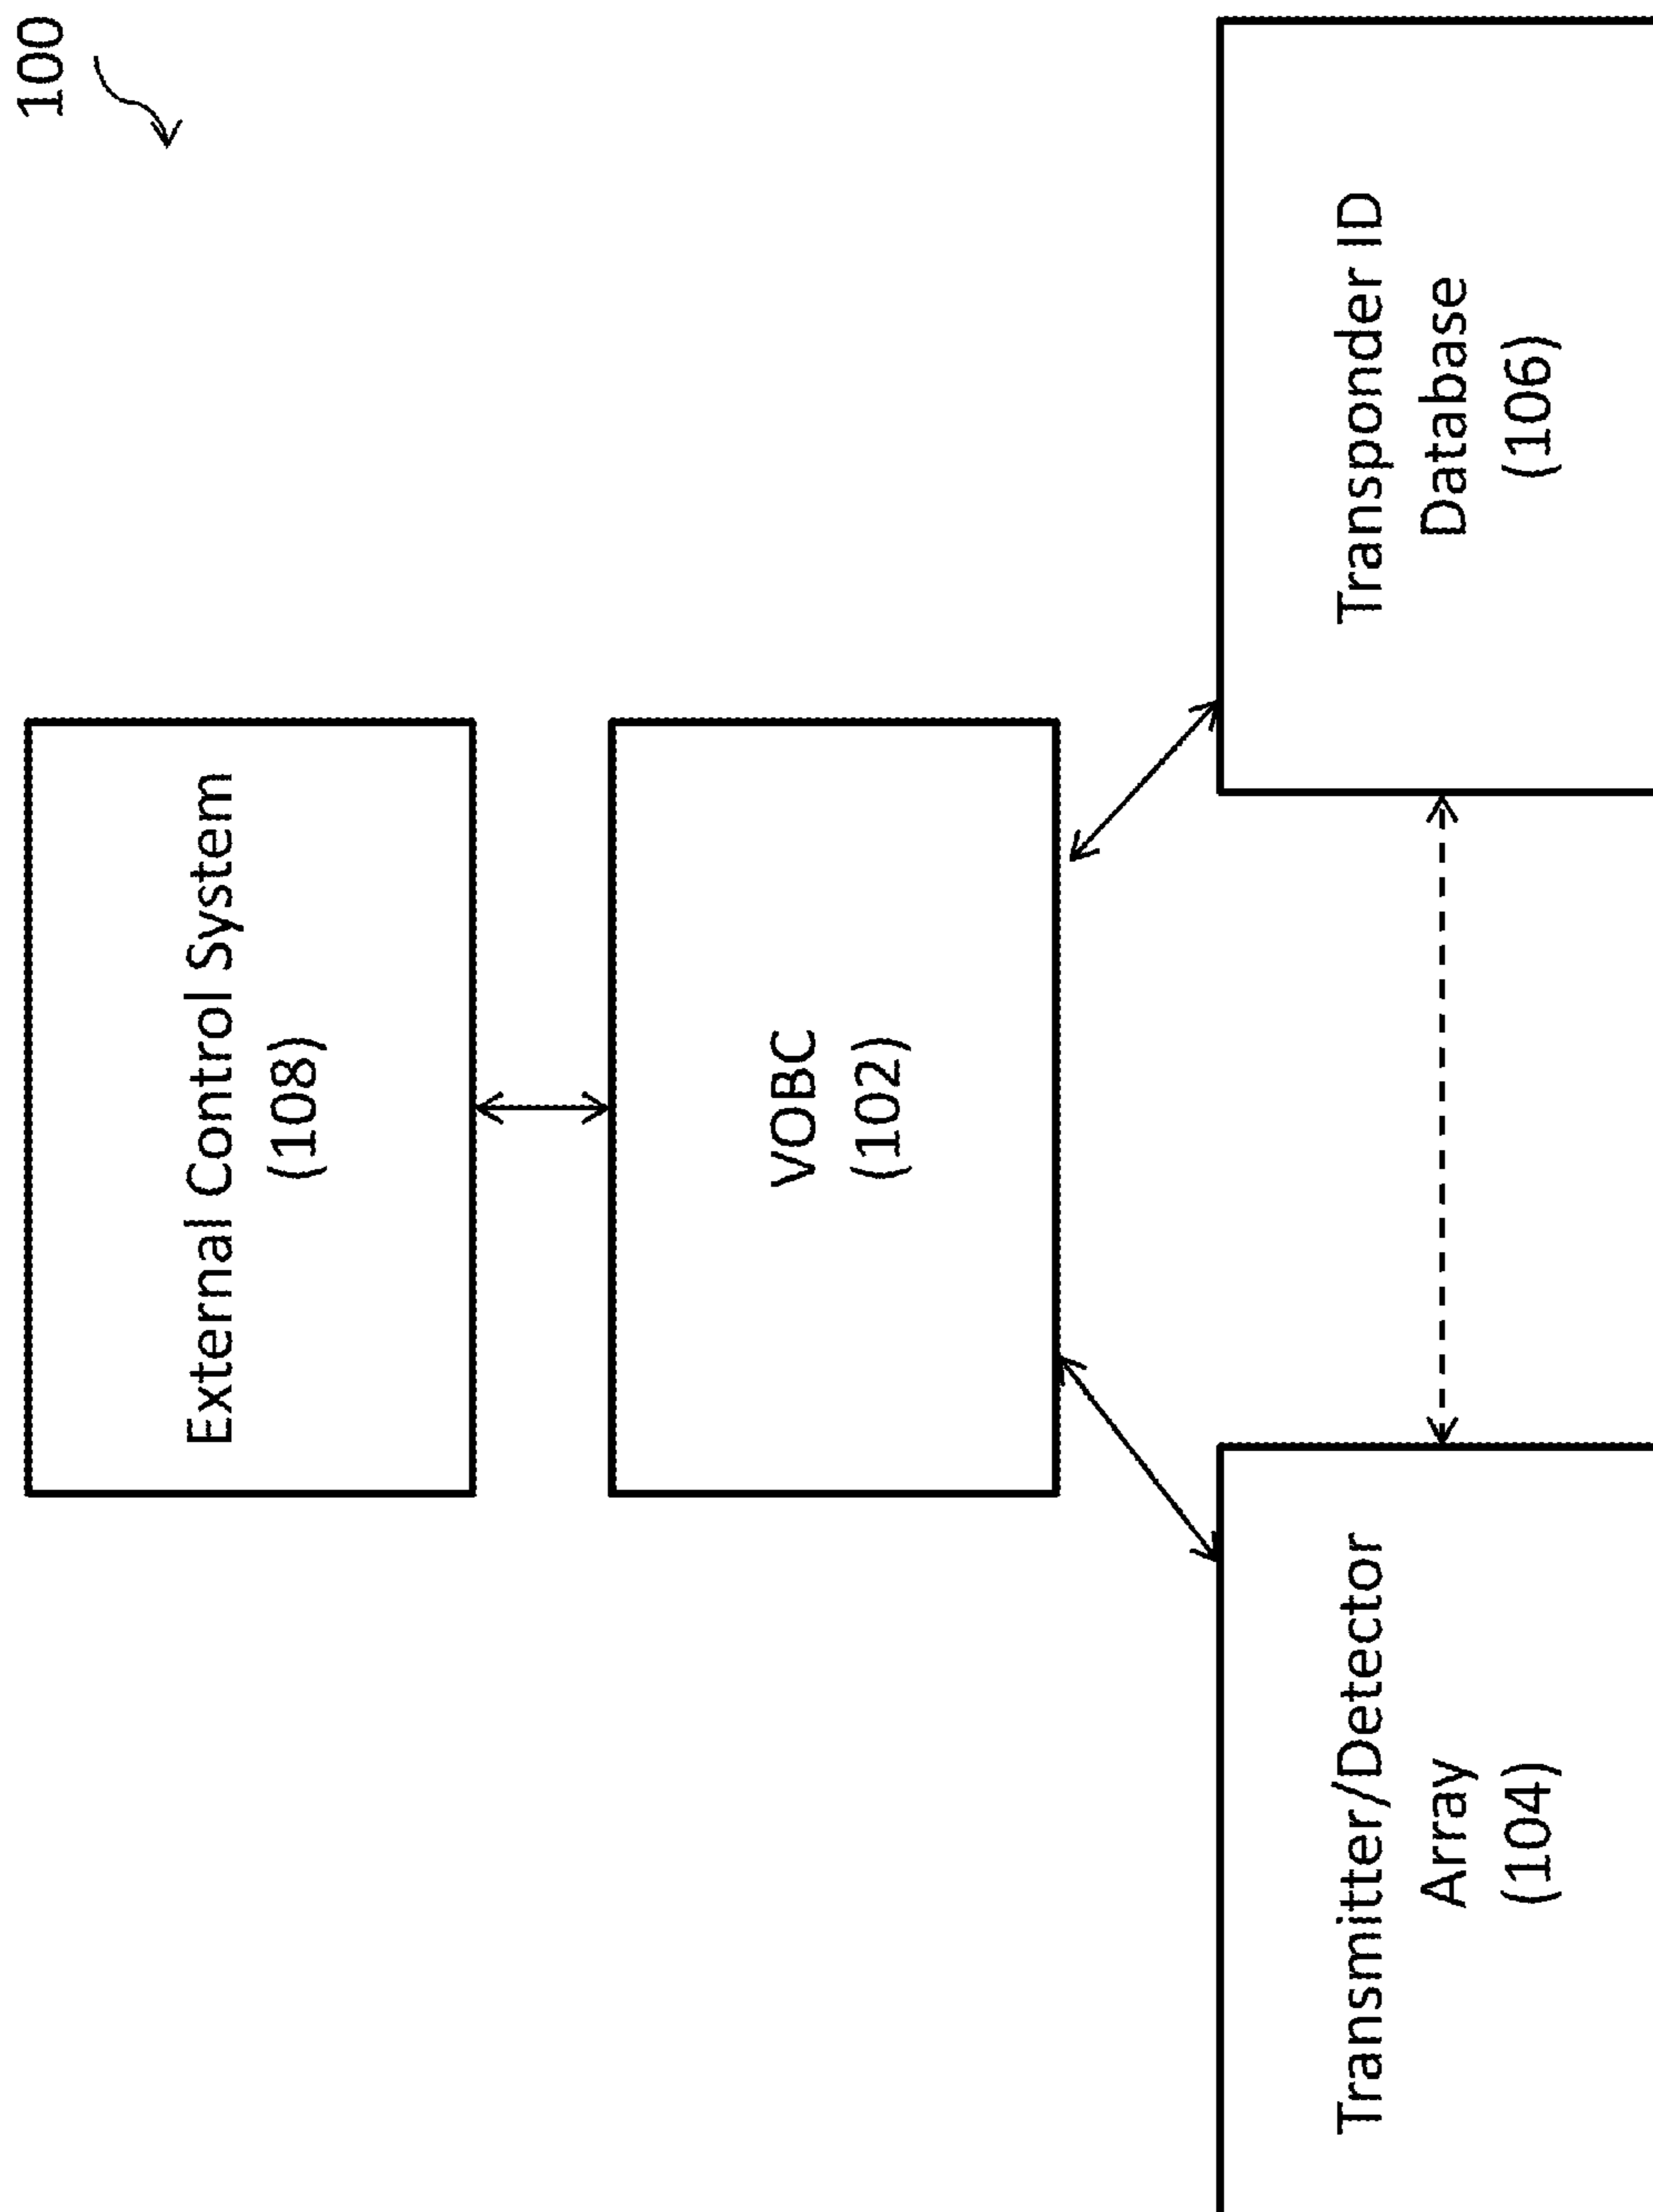 100
External Control System
(108)
VOBC
(102)
Transmitter/Detector
Array
(104)
Transponder ID
Database
(106)